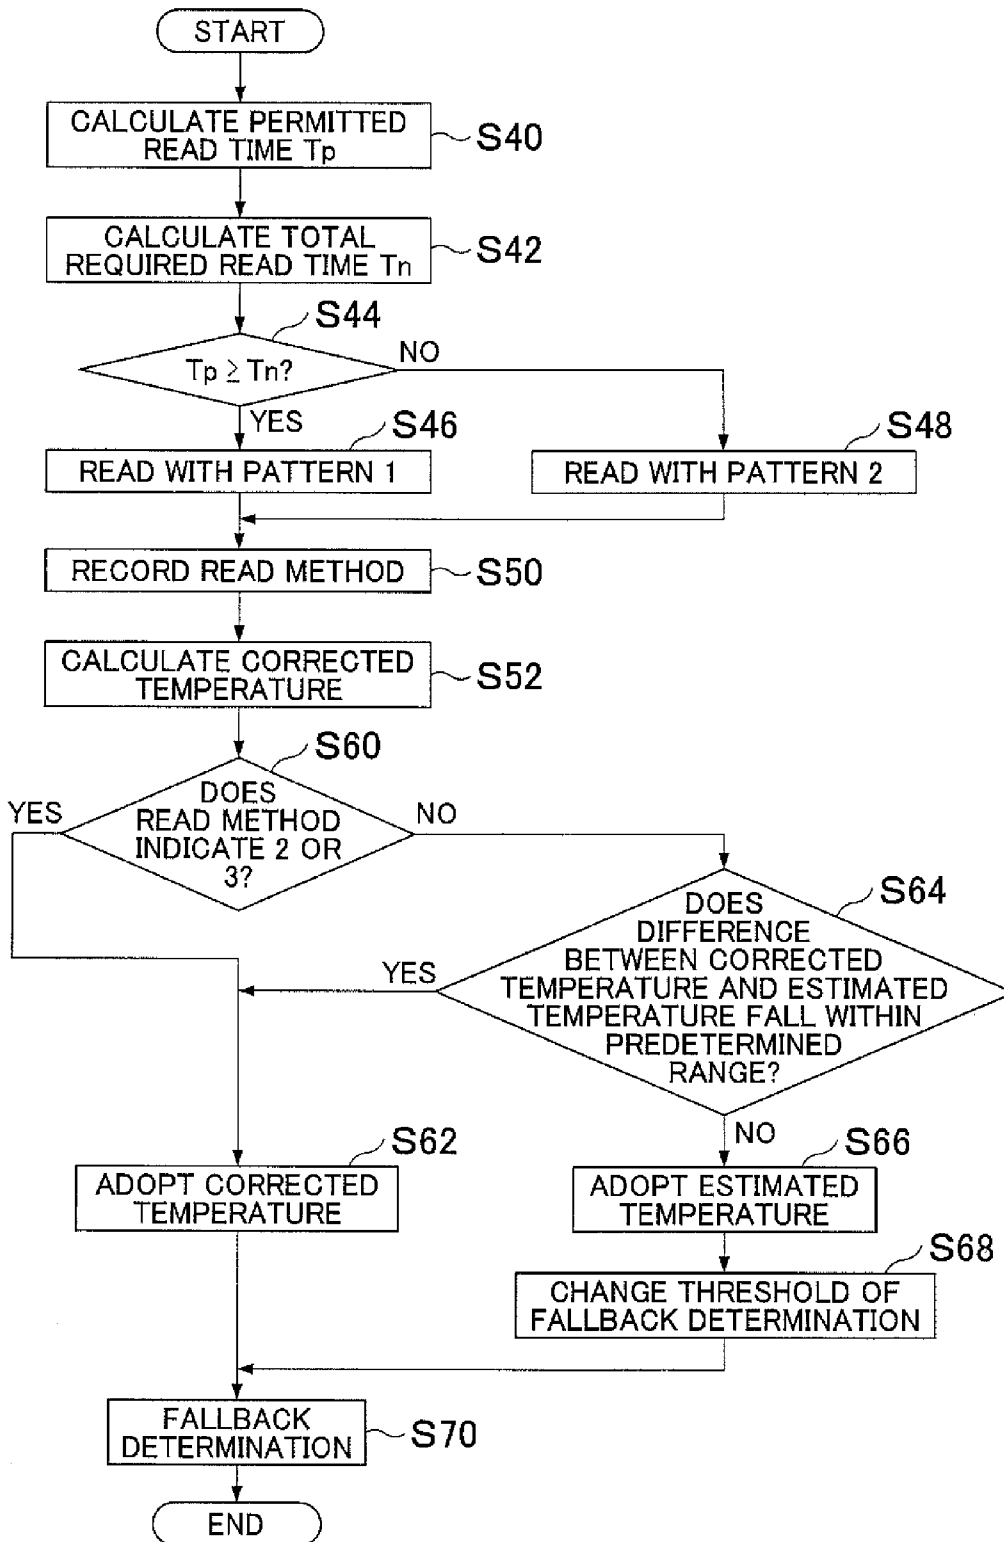 START
CALCULATE PERMITTED
READ TIME Tp
S40
CALCULATE TOTAL
REQUIRED READ TIME Tn
S42
S44
Tp ≥ Tn?
NO
YES
S46
READ WITH PATTERN 1
S48
READ WITH PATTERN 2
RECORD READ METHOD
S50
CALCULATE CORRECTED
TEMPERATURE
S52
S60
DOES
READ METHOD
INDICATE 2 OR
3?
YES
NO
S64
DOES
DIFFERENCE
BETWEEN CORRECTED
TEMPERATURE AND ESTIMATED
TEMPERATURE FALL WITHIN
PREDETERMINED
RANGE?
YES
NO
S62
ADOPT CORRECTED
TEMPERATURE
S66
ADOPT ESTIMATED
TEMPERATURE
S68
CHANGE THRESHOLD OF
FALLBACK DETERMINATION
FALLBACK
DETERMINATION
S70
END